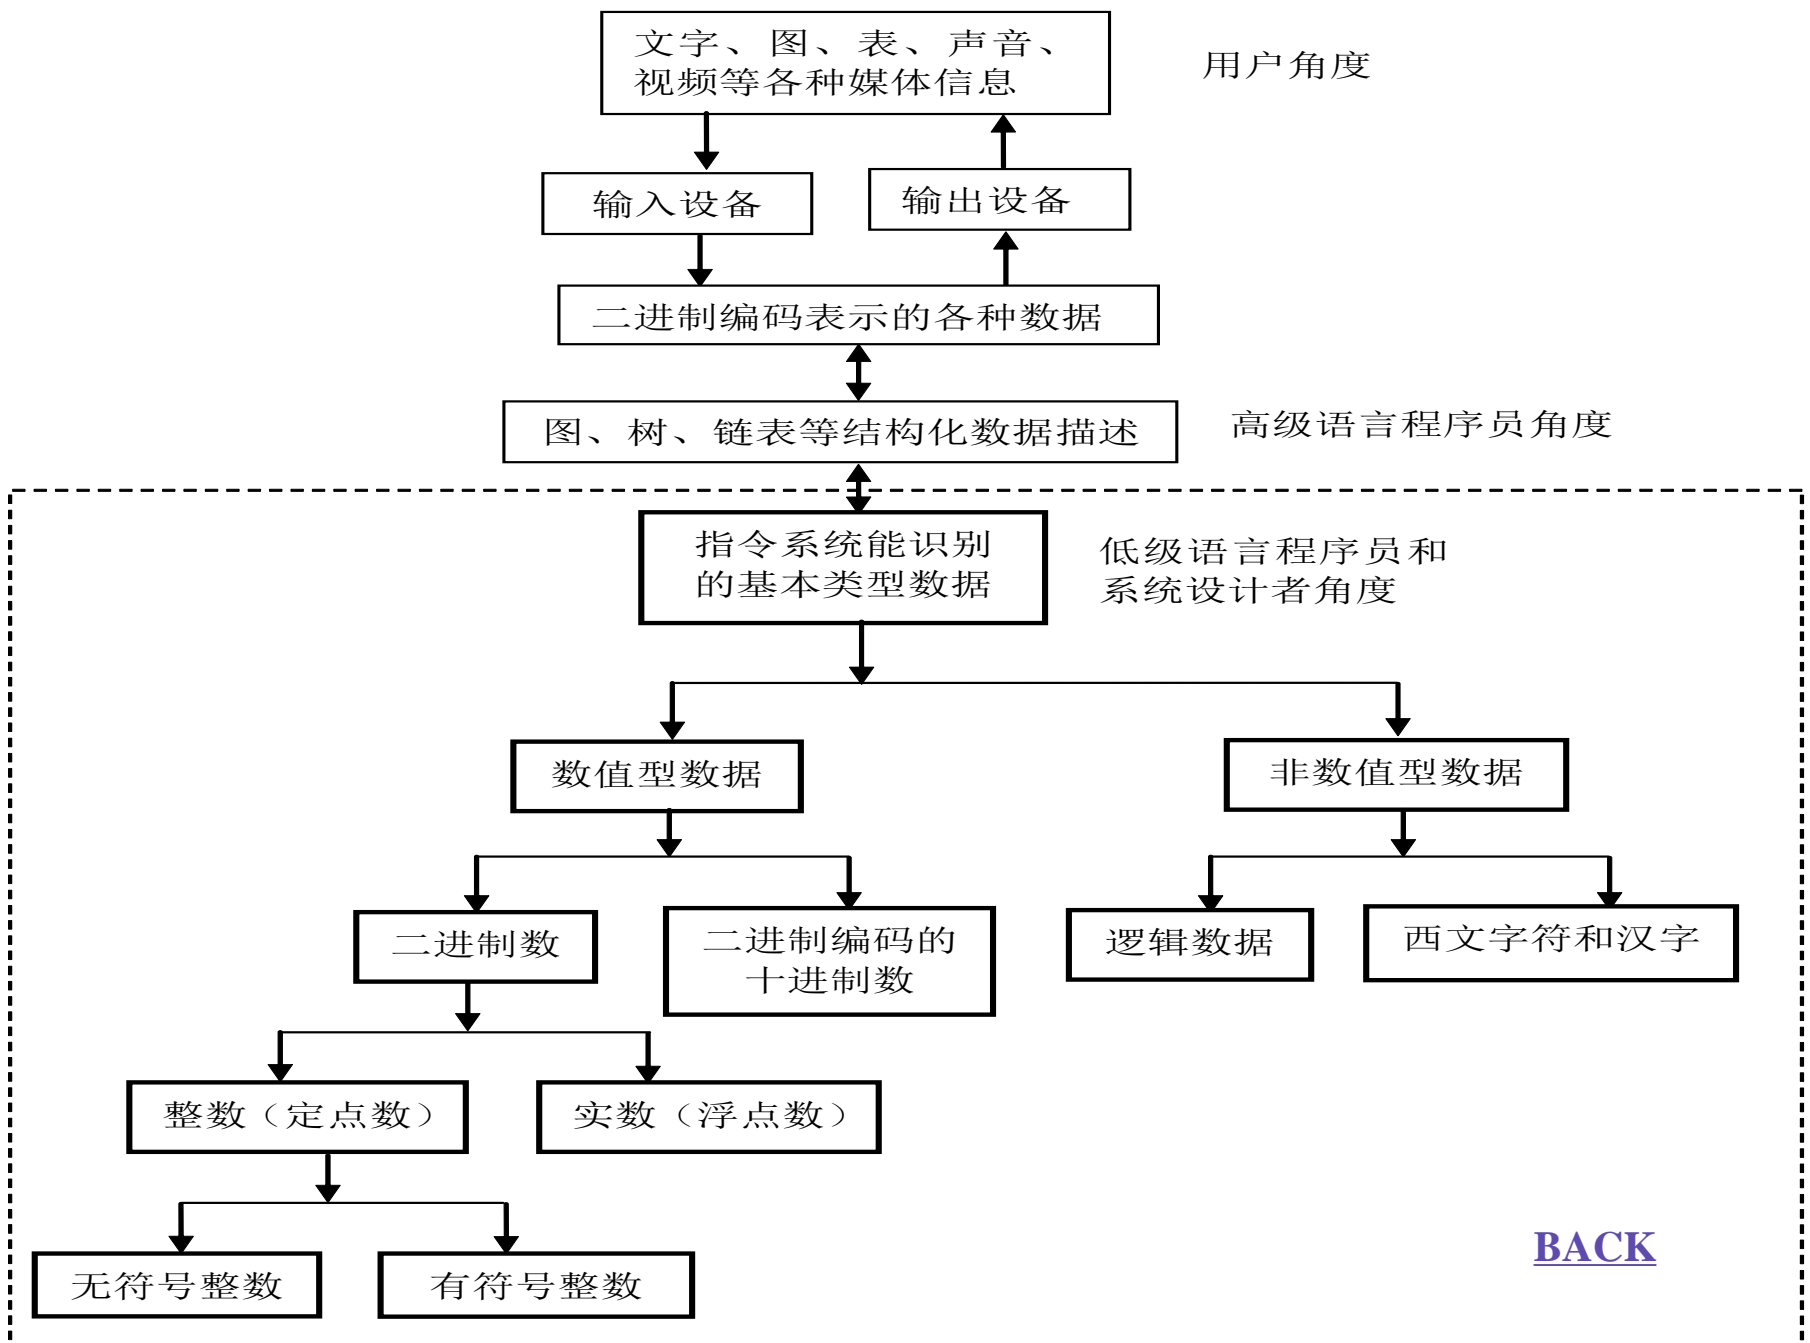 文字、图、表、声音、
视频等各种媒体信息
用户角度
输入设备
输出设备
二进制编码表示的各种数据
图、树、链表等结构化数据描述
高级语言程序员角度
指令系统能识别
的基本类型数据
低级语言程序员和
系统设计者角度
数值型数据
非数值型数据
二进制数
二进制编码的
十进制数
逻辑数据
西文字符和汉字
整数（定点数）
实数（浮点数）
无符号整数
有符号整数
BACK